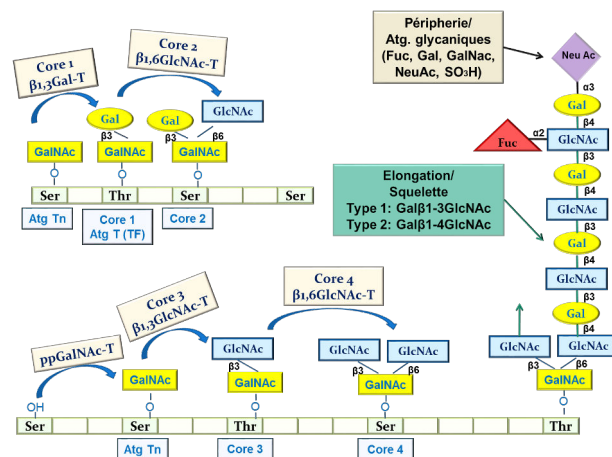 Core 1
β1,3Gal-T
Core 2
β1,6GlcNAc-T
Gal
Gal
GlcNAc
β3
β3
β6
GalNAc
GalNAc
GalNAc
O
O
O
Ser
Thr
Ser
Ser
Atg Tn
Core 1
Atg T (TF)
Core 2
Périphérie/
Atg. glycaniques
(Fuc, Gal, GalNAc,
NeuAc, SO3H)
Neu Ac
α3
Gal
β4
α2
Fuc
GlcNAc
β3
Gal
Elongation/
Squelette
Type 1: Galβ1-3GlcNAc
Type 2: Galβ1-4GlcNAc
β4
GlcNAc
β3
Gal
β4
GlcNAc
β3
Gal
β4
GlcNAc
GlcNAc
β3
β6
GalNAc
O
Thr
ppGalNAc-T
Core 3
β1,3GlcNAc-T
Core 4
β1,6GlcNAc-T
GlcNAc
GlcNAc
GlcNAc
β3
β3
β6
GalNAc
GalNAc
GalNAc
OH
O
O
O
Ser
Ser
Thr
Ser
Atg Tn
Core 3
Core 4